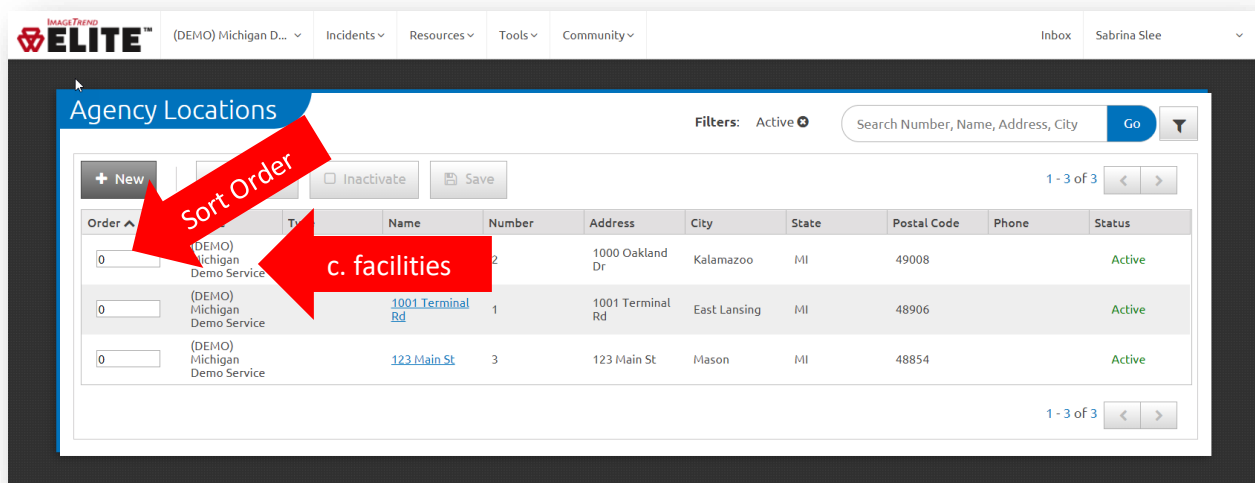 IMAGETREND
ELITE™ (DEMO) Michigan D... Incidents Resources Tools Community Inbox Sabrina Slee
Agency Locations
Filters: Active Search Number, Name, Address, City Go
+ New Inactivate Save 1 - 3 of 3 < >
Sort Order
Order Name Number Address City State Postal Code Phone Status
c. facilities
0 (DEMO) Michigan Demo Service 2 1000 Oakland Dr Kalamazoo MI 49008 Active
0 (DEMO) Michigan Demo Service 1001 Terminal Rd 1 1001 Terminal Rd East Lansing MI 48906 Active
0 (DEMO) Michigan Demo Service 123 Main St 3 123 Main St Mason MI 48854 Active
1 - 3 of 3 < >